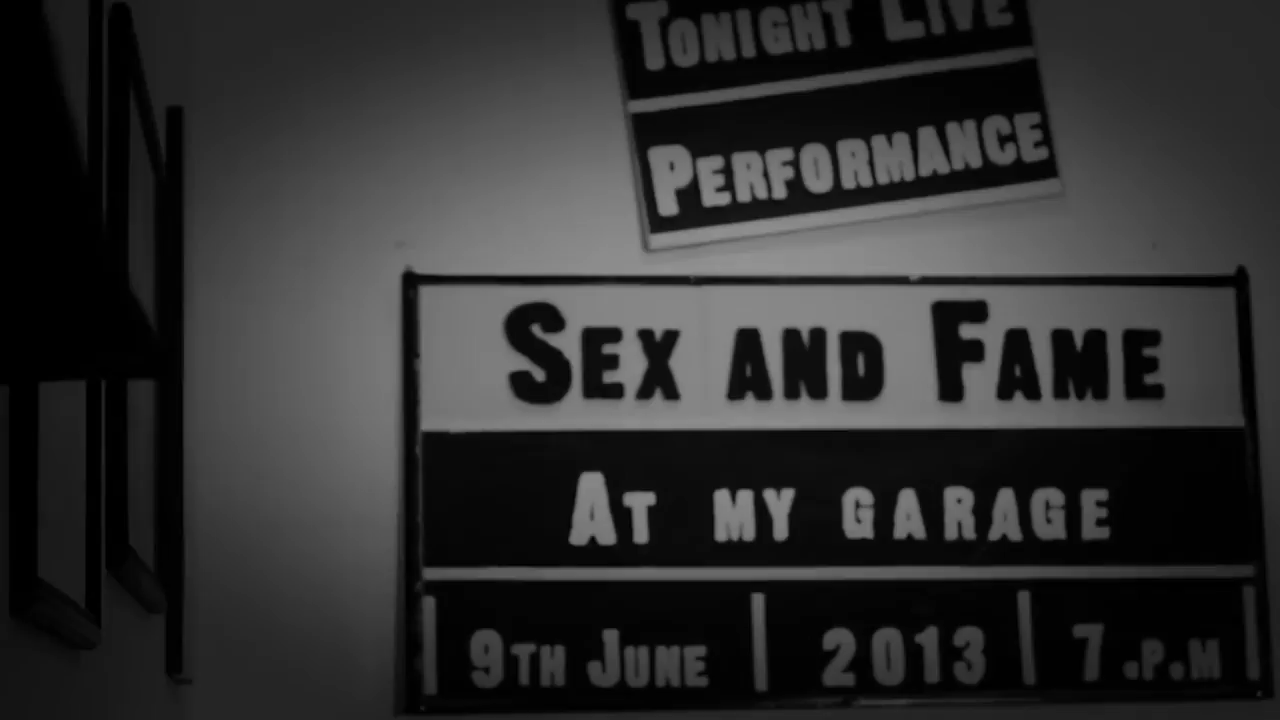 Tonight Live
Performance
Sex and Fame
At my garage
9th June 2013 7.p.m